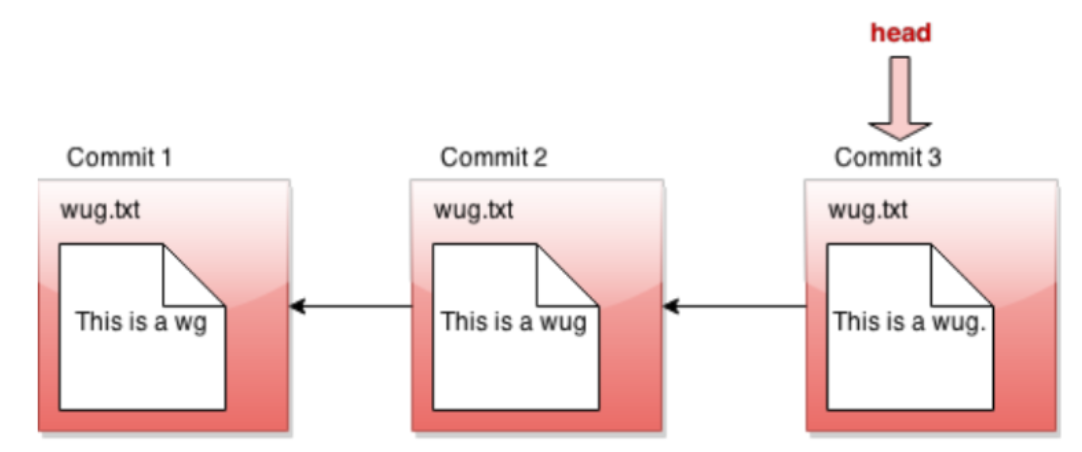 head
Commit 1
Commit 2
Commit 3
wug.txt
wug.txt
wug.txt
This is a wg
This is a wug
This is a wug.